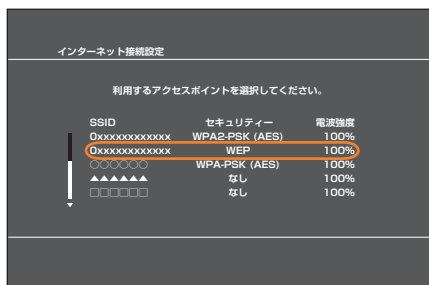 インターネット接続設定
利用するアクセスポイントを選択してください。
SSID セキュリティー 電波強度
0xxxxxxxxxxxx WPA2-PSK (AES) 100%
0xxxxxxxxxxxx WEP 100%
○○○○○○ WPA-PSK (AES) 100%
▲▲▲▲▲▲ なし 100%
□□□□□□ なし 100%